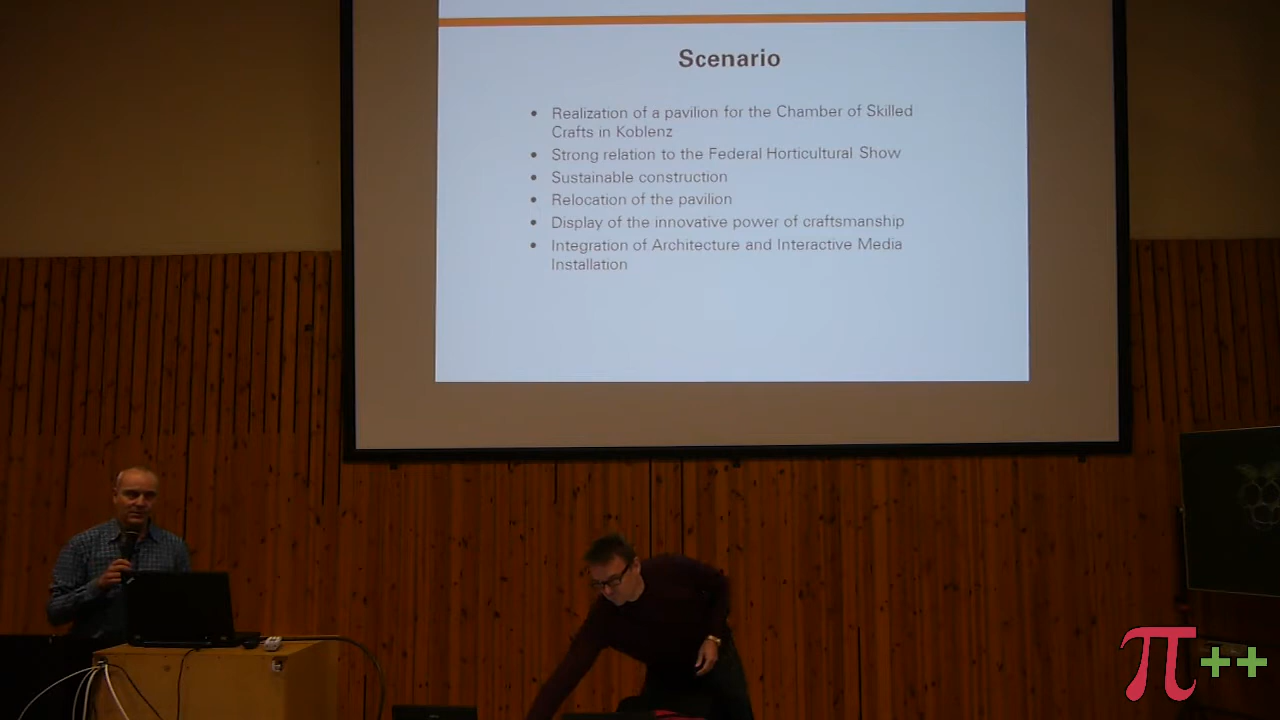 Scenario
• Realization of a pavilion for the Chamber of Skilled
Crafts in Koblenz
• Strong relation to the Federal Horticultural Show
• Sustainable construction
• Relocation of the pavilion
• Display of the innovative power of craftsmanship
• Integration of Architecture and Interactive Media
Installation
π++